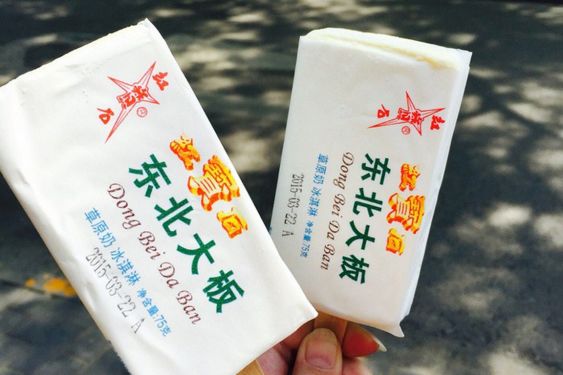 红宝石
红宝石
东北大板
Dong Bei Da Ban
草原奶 冰淇淋 净含量:75克
2015-03-22 A
红宝石
红宝石
东北大板
Dong Bei Da Ban
草原奶 冰淇淋 净含量:75克
2015-03-22 A